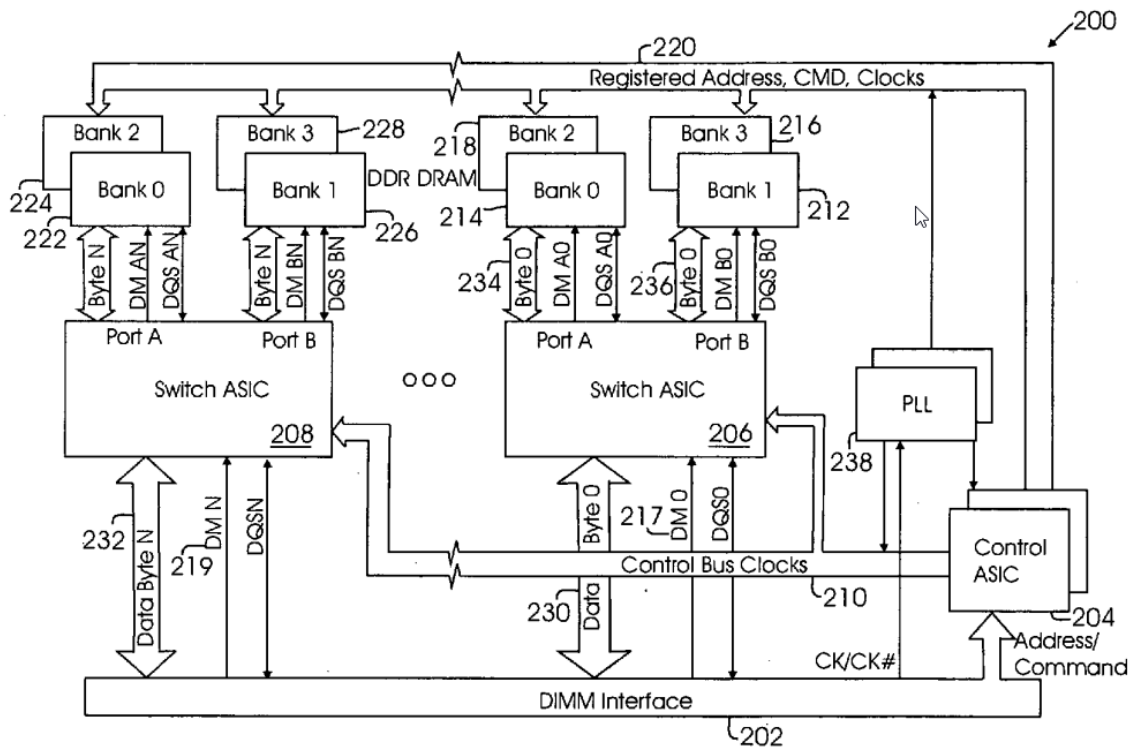 200
220
Registered Address, CMD, Clocks
Bank 2
Bank 3
228
Bank 2
218
Bank 3
216
Bank 0
Bank 1
DDR DRAM
Bank 0
Bank 1
224
222
226
214
212
Byte N
DM AN
DQS AN
Byte N
DM BN
DQS BN
234
Byte 0
DM A0
DQS A0
236
Byte 0
DM B0
DQS B0
Port A
Port B
Port A
Port B
Switch ASIC
208
Switch ASIC
206
PLL
238
232
Data Byte N
DM N
219
DQSN
230
Data Byte 0
217
DM 0
DQS0
Control Bus Clocks
210
Control
ASIC
204
CK/CK#
Address/
Command
DIMM Interface
202